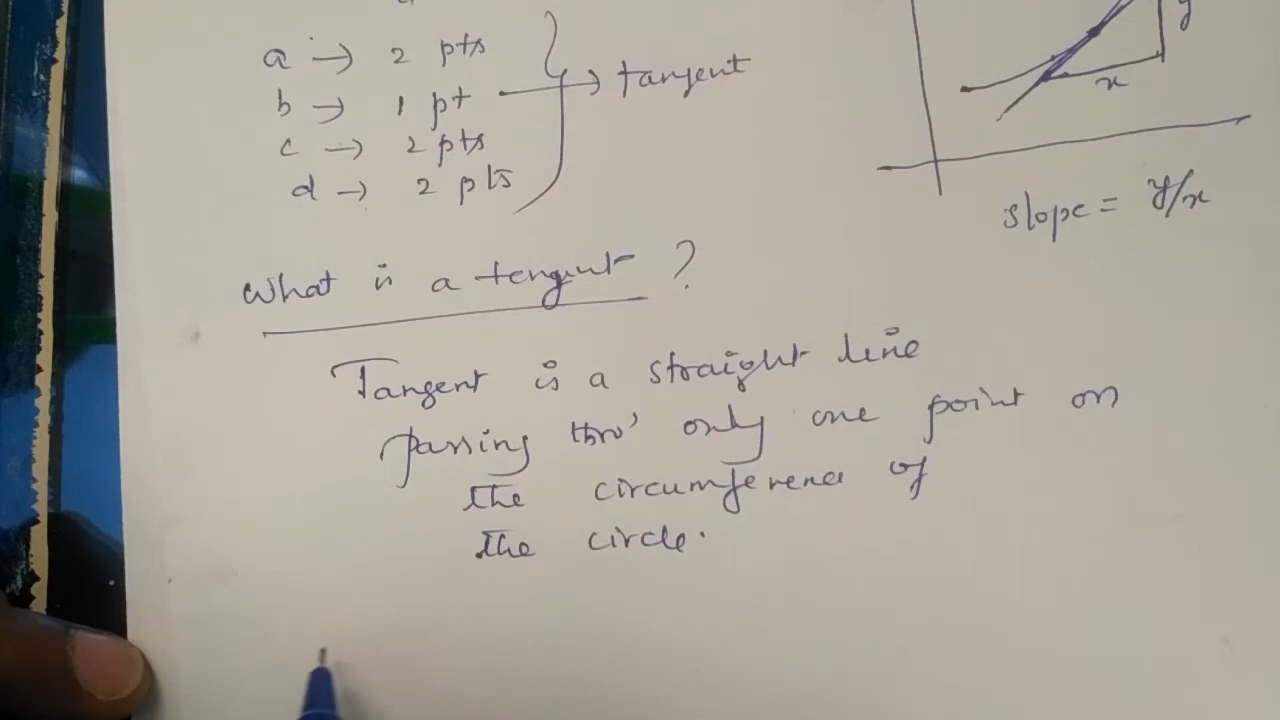 a → 2 pts
b → 1 pt → tangent
c → 2 pts
d → 2 pts
y
x
slope = y/x
What is a tangent ?
Tangent is a straight line
passing thro' only one point on
the circumference of
the circle.